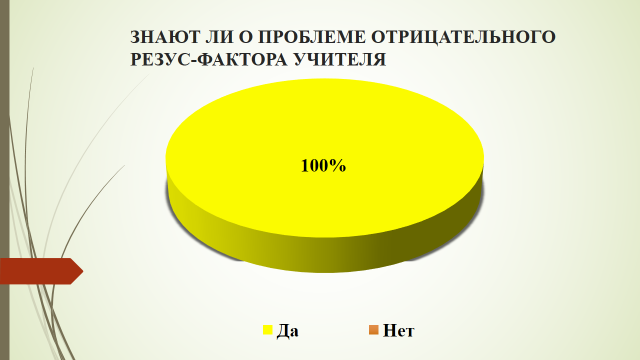 ЗНАЮТ ЛИ О ПРОБЛЕМЕ ОТРИЦАТЕЛЬНОГО
РЕЗУС-ФАКТОРА УЧИТЕЛЯ
100%
Да
Нет